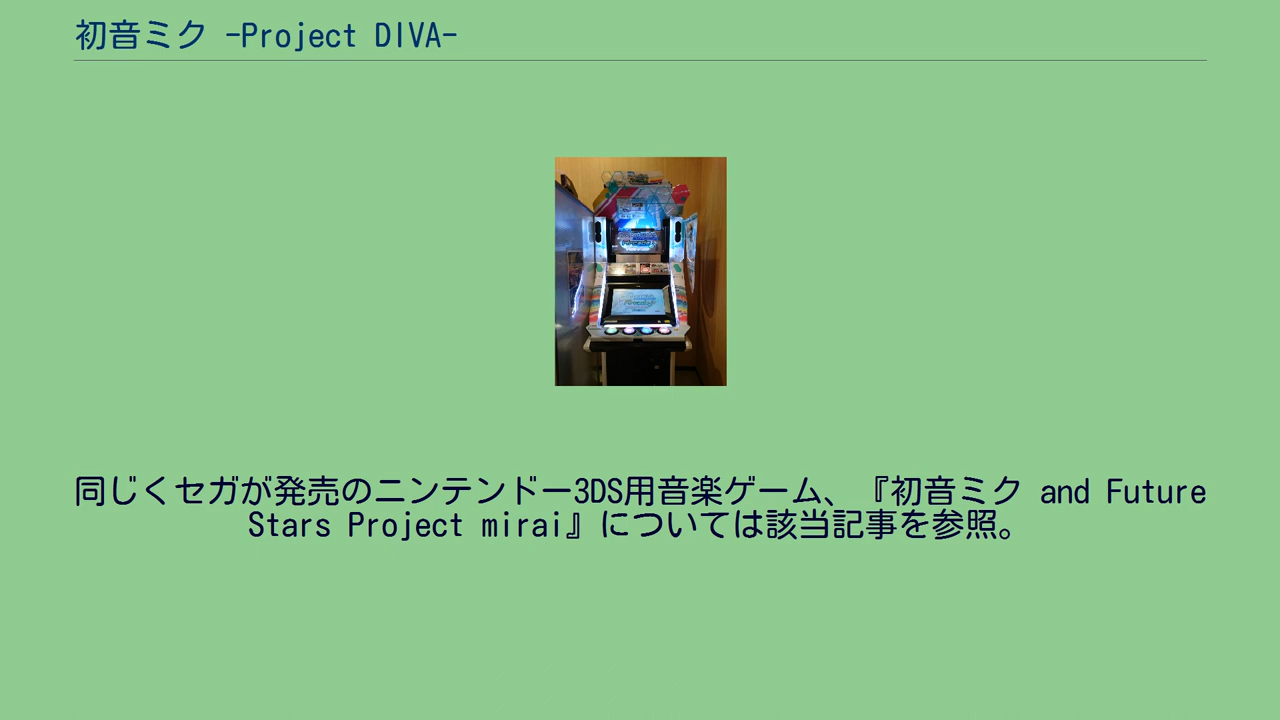 初音ミク -Project DIVA-
同じくセガが発売のニンテンドー3DS用音楽ゲーム、『初音ミク and Future
Stars Project mirai』については該当記事を参照。